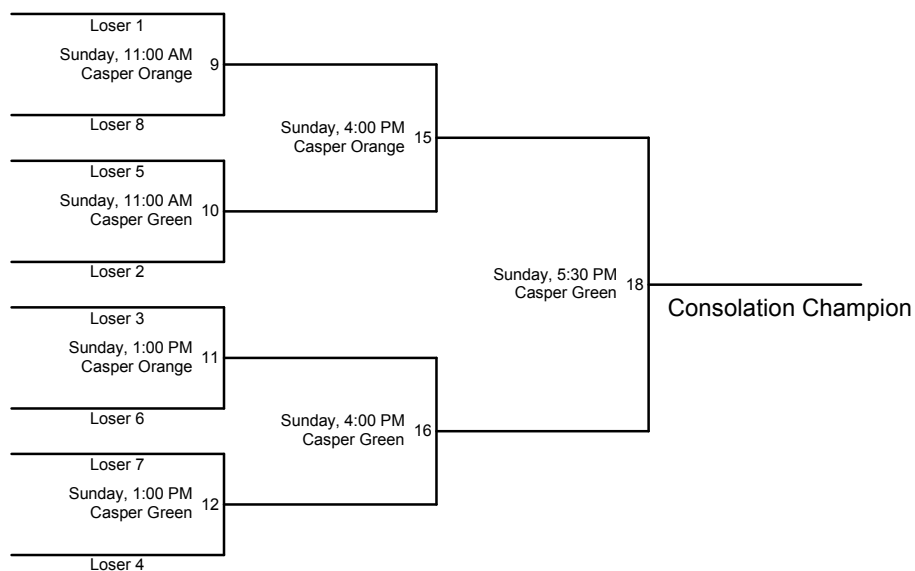 Loser 1
Sunday, 11:00 AM
Casper Orange
9
Loser 8
Sunday, 4:00 PM
Casper Orange
15
Loser 5
Sunday, 11:00 AM
Casper Green
10
Loser 2
Sunday, 5:30 PM
Casper Green
18
Consolation Champion
Loser 3
Sunday, 1:00 PM
Casper Orange
11
Loser 6
Sunday, 4:00 PM
Casper Green
16
Loser 7
Sunday, 1:00 PM
Casper Green
12
Loser 4